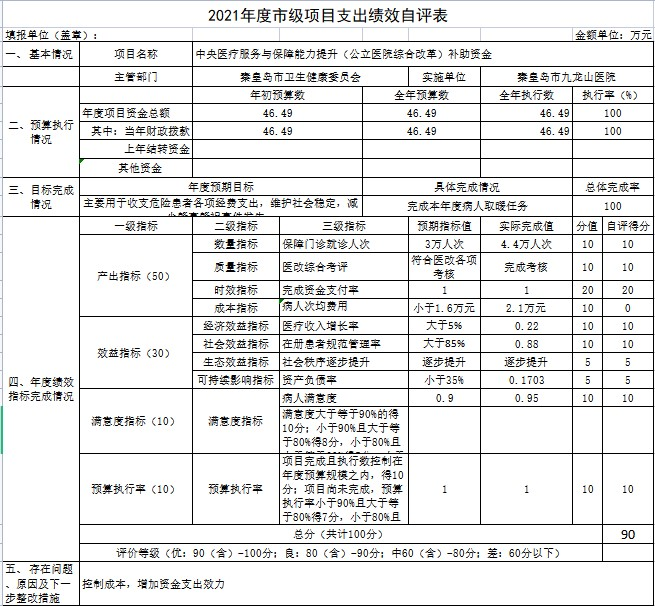 2021年度市级项目支出绩效自评表
填报单位（盖章）： 金额单位：万元
一、 基本情况 项目名称 中央医疗服务与保障能力提升（公立医院综合改革）补助资金
主管部门 秦皇岛市卫生健康委员会 实施单位 秦皇岛市九龙山医院
二、预算执行情况 年初预算数 全年预算数 全年执行数 执行率（%）
年度项目资金总额 46.49 46.49 46.49 100
其中：当年财政拨款 46.49 46.49 46.49 100
上年结转资金
其他资金
三、目标完成情况 年度预期目标 具体完成情况 总体完成率
主要用于收支危险患者各项经费支出，维护社会稳定，减 完成本年度病人取暖任务 100
四、年度绩效指标完成情况 一级指标 二级指标 三级指标 预期指标值 实际完成值 分值 自评得分
产出指标（50） 数量指标 保障门诊就诊人次 3万人次 4.4万人次 10 10
质量指标 医改综合考评 符合医改各项考核 完成考核 10 10
时效指标 完成资金支付率 1 1 20 20
成本指标 病人次均费用 小于1.6万元 2.1万元 10 0
效益指标（30） 经济效益指标 医疗收入增长率 大于5% 0.22 10 10
社会效益指标 在册患者规范管理率 大于85% 0.88 10 10
生态效益指标 社会秩序逐步提升 逐步提升 逐步提升 5 5
可持续影响指标 资产负债率 小于35% 0.1703 5 5
满意度指标（10） 满意度指标 病人满意度 0.9 0.95 10 10
满意度大于等于90%的得
10分；小于90%且大于等
于80%得8分，小于80%且
预算执行率（10） 预算执行率 项目完成且执行数控制在
年度预算规模之内，得10
分；项目尚未完成，预算
执行率小于90%且大于等
于80%得7分，小于80%且 1 1 10 10
总分（共计100分） 90
评价等级（优：90（含）-100分；良：80（含）-90分；中60（含）-80分；差：60分以下）
五、 存在问题
、原因及下一
步整改措施 控制成本，增加资金支出效力